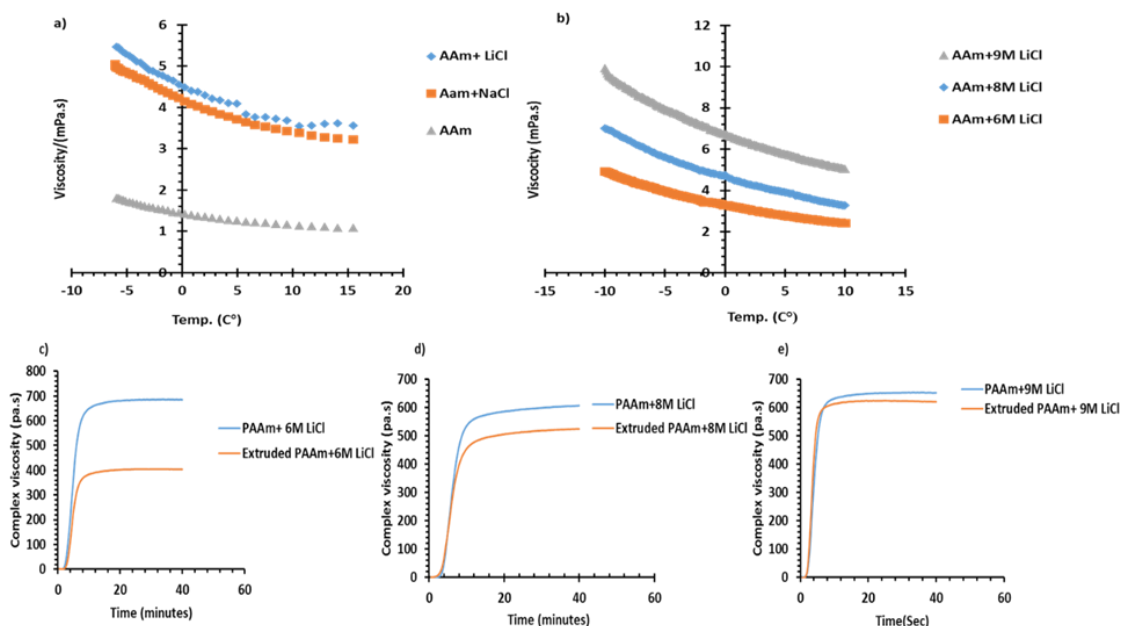 a)
6
5
4
3
2
1
0
Viscosity/(mPa.s)
-10 -5 0 5 10 15 20
Temp. (C°)
AAm+ LiCl
Aam+NaCl
AAm
b)
12
10
8
6
4
2
0
Viscocity (mPa.s)
-15 -10 -5 0 5 10 15
Temp. (C°)
AAm+9M LiCl
AAm+8M LiCl
AAm+6M LiCl
c)
800
700
600
500
400
300
200
100
0
Complex viscosity (pa.s)
0 20 40 60
Time (minutes)
PAAm+ 6M LiCl
Extruded PAAm+6M LiCl
d)
700
600
500
400
300
200
100
0
Complex viscosity (pa.s)
0 20 40 60
Time (minutes)
PAAm+8M LiCl
Extruded PAAm+8M LiCl
e)
700
600
500
400
300
200
100
0
Complex viscosity (pa.s)
0 20 40 60
Time(Sec)
PAAm+9M LiCl
Extruded PAAm+ 9M LiCl